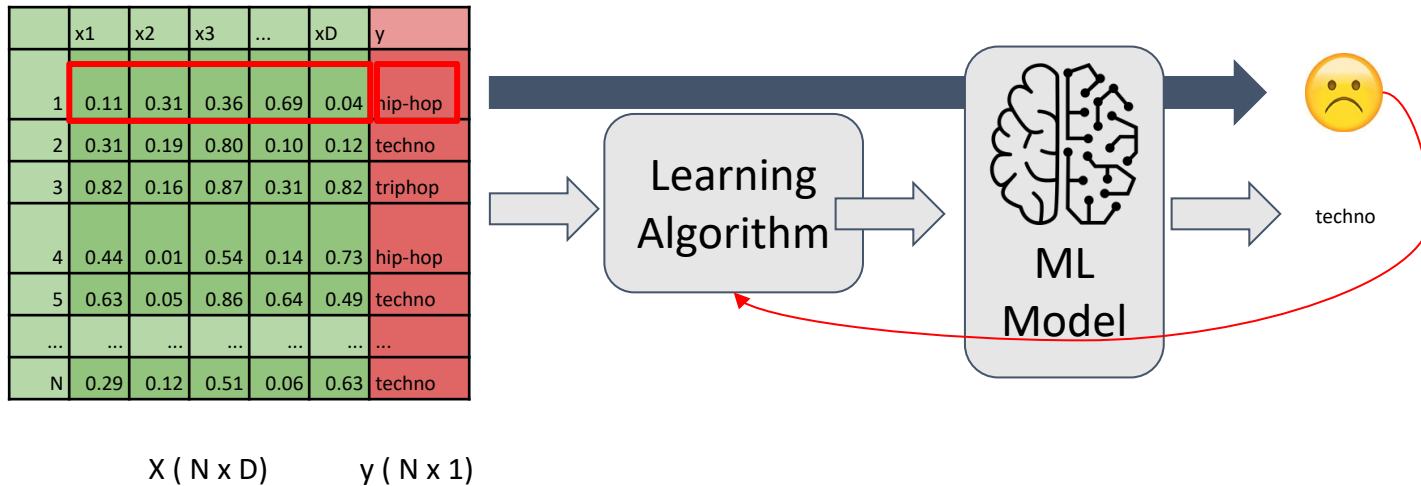 x1 x2 x3 ... xD y
1 0.11 0.31 0.36 0.69 0.04 hip-hop
2 0.31 0.19 0.80 0.10 0.12 techno
3 0.82 0.16 0.87 0.31 0.82 triphop
4 0.44 0.01 0.54 0.14 0.73 hip-hop
5 0.63 0.05 0.86 0.64 0.49 techno
... ... ... ... ... ... ...
N 0.29 0.12 0.51 0.06 0.63 techno
X ( N x D) y ( N x 1)
Learning
Algorithm
ML
Model
techno